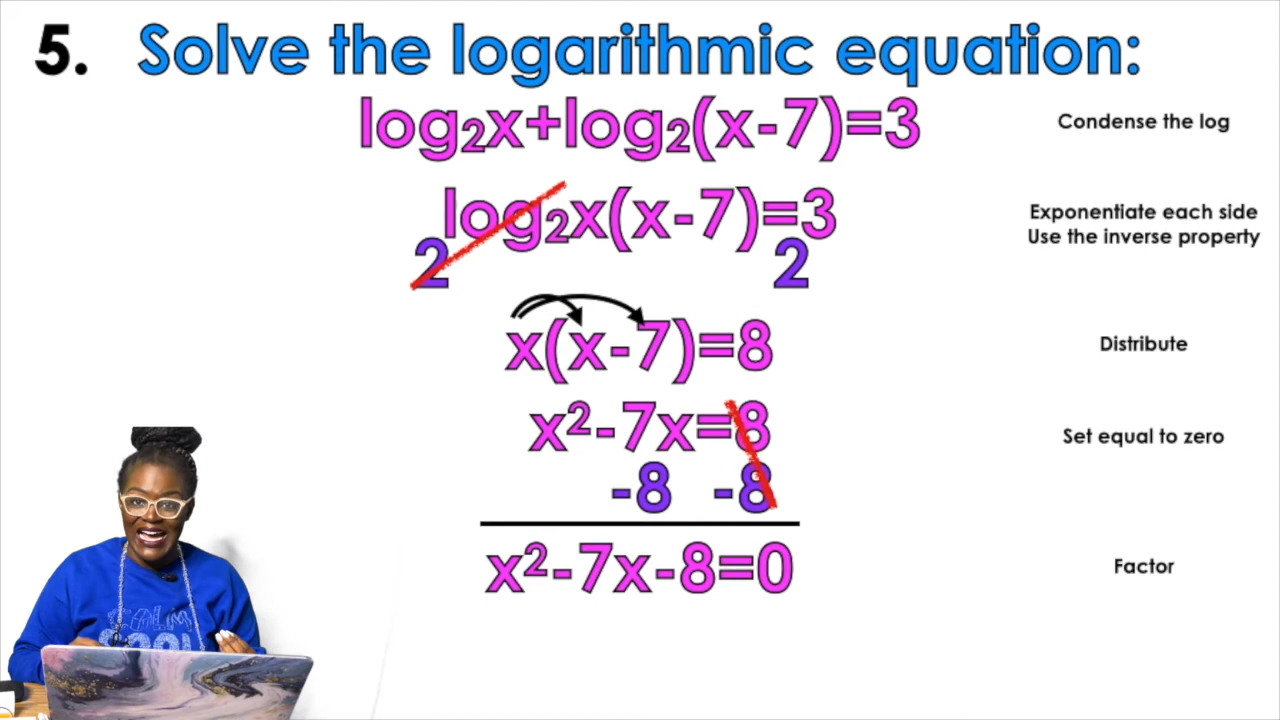 5. Solve the logarithmic equation:
log₂x+log₂(x-7)=3
Condense the log
log₂x(x-7)=3
2 2
Exponentiate each side
Use the inverse property
x(x-7)=8
Distribute
x²-7x=8
Set equal to zero
-8 -8
x²-7x-8=0
Factor
CALM